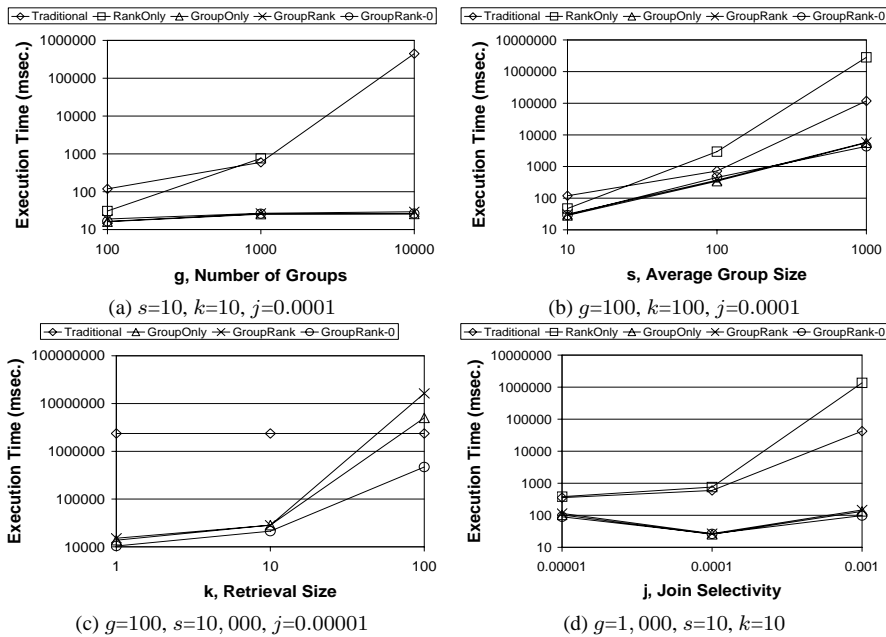 Traditional RankOnly GroupOnly GroupRank GroupRank-0
Execution Time (msec.)
1000000
100000
10000
1000
100
10
100 1000 10000
g, Number of Groups
(a) s=10, k=10, j=0.0001
Traditional RankOnly GroupOnly GroupRank GroupRank-0
Execution Time (msec.)
10000000
1000000
100000
10000
1000
100
10
10 100 1000
s, Average Group Size
(b) g=100, k=100, j=0.0001
Traditional GroupOnly GroupRank GroupRank-0
Execution Time (msec.)
100000000
10000000
1000000
100000
10000
1 10 100
k, Retrieval Size
(c) g=100, s=10,000, j=0.00001
Traditional RankOnly GroupOnly GroupRank GroupRank-0
Execution Time (msec.)
10000000
1000000
100000
10000
1000
100
10
0.00001 0.0001 0.001
j, Join Selectivity
(d) g=1,000, s=10, k=10